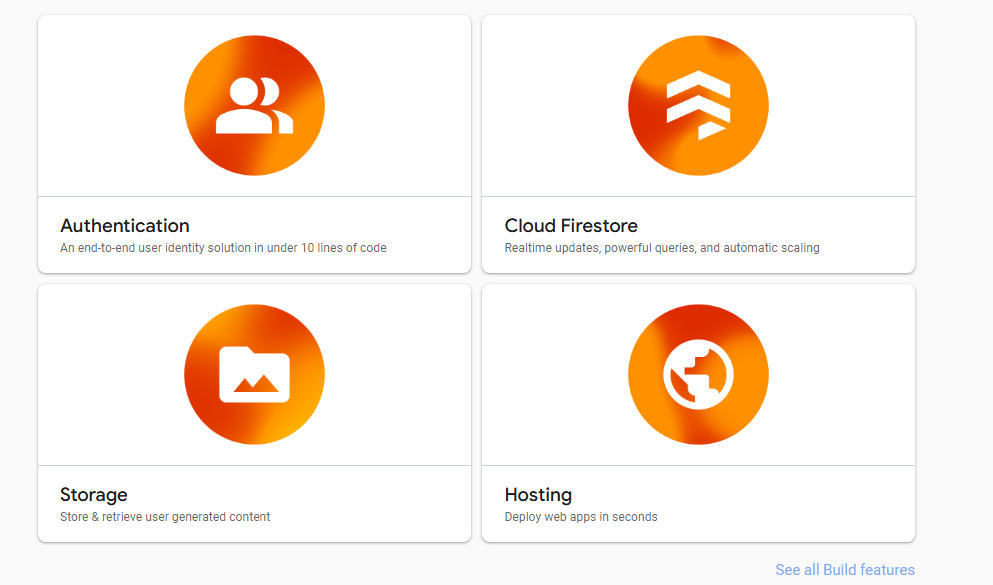 Authentication
An end-to-end user identity solution in under 10 lines of code
Cloud Firestore
Realtime updates, powerful queries, and automatic scaling
Storage
Store & retrieve user generated content
Hosting
Deploy web apps in seconds
See all Build features